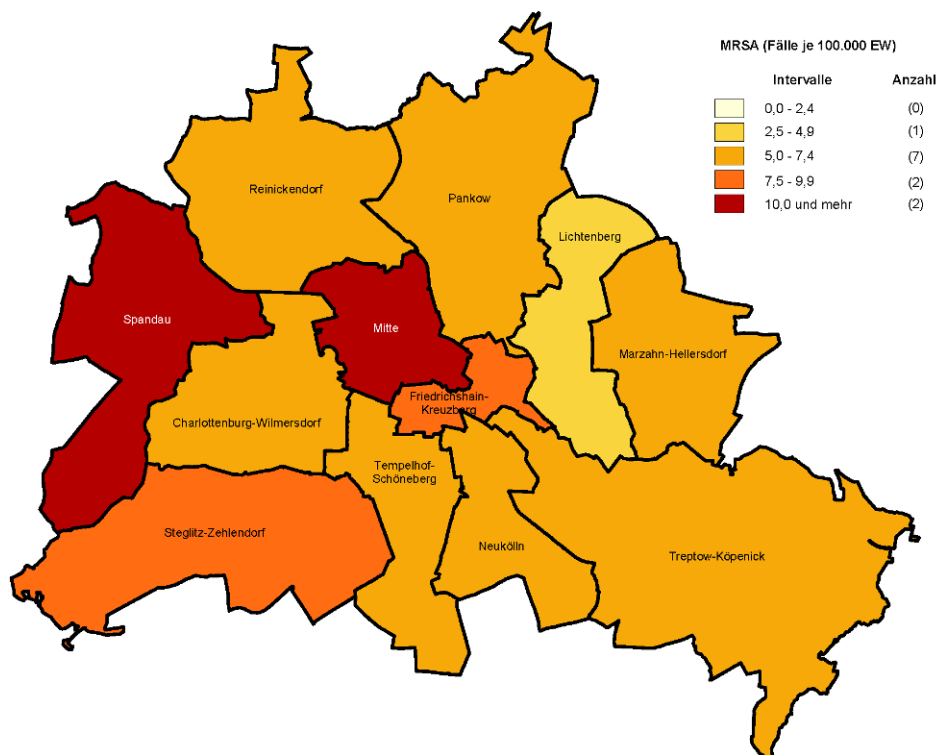 MRSA (Fälle je 100.000 EW)
Intervalle Anzahl
0,0 - 2,4 (0)
2,5 - 4,9 (1)
5,0 - 7,4 (7)
7,5 - 9,9 (2)
10,0 und mehr (2)
Reinickendorf
Pankow
Lichtenberg
Spandau
Mitte
Marzahn-Hellersdorf
Friedrichshain-
Kreuzberg
Charlottenburg-Wilmersdorf
Tempelhof-
Schöneberg
Steglitz-Zehlendorf
Neukölln
Treptow-Köpenick